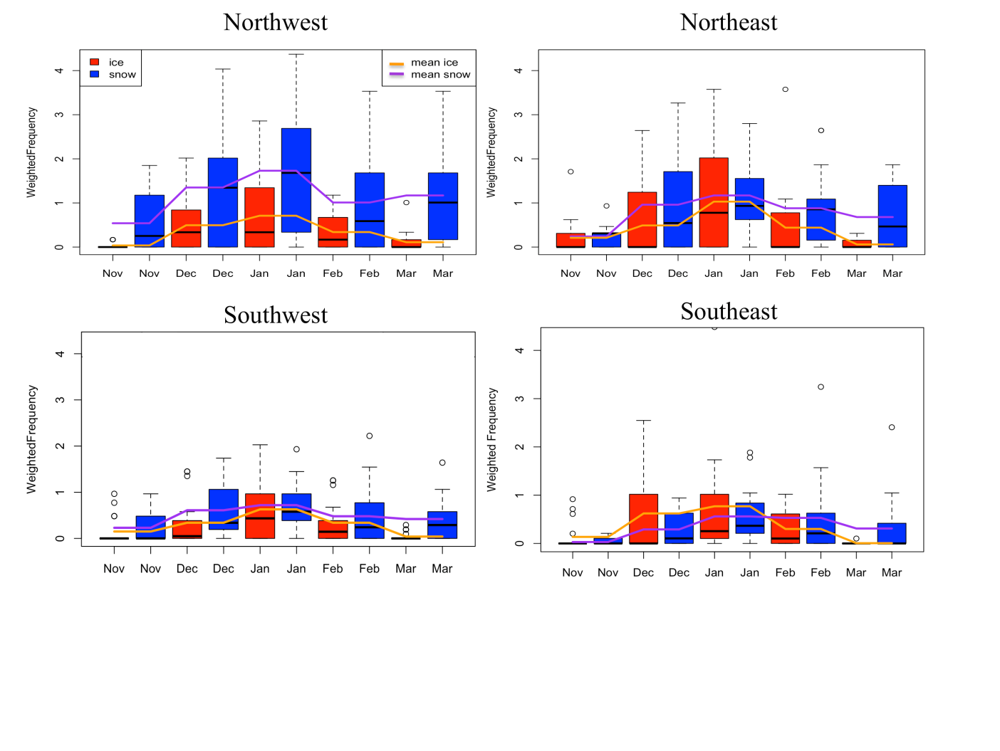 Northwest
ice
snow
mean ice
mean snow
WeightedFrequency
0 1 2 3 4
Nov Nov Dec Dec Jan Jan Feb Feb Mar Mar
Northeast
WeightedFrequency
0 1 2 3 4
Nov Nov Dec Dec Jan Jan Feb Feb Mar Mar
Southwest
WeightedFrequency
0 1 2 3 4
Nov Nov Dec Dec Jan Jan Feb Feb Mar Mar
Southeast
Weighted Frequency
0 1 2 3 4
Nov Nov Dec Dec Jan Jan Feb Feb Mar Mar